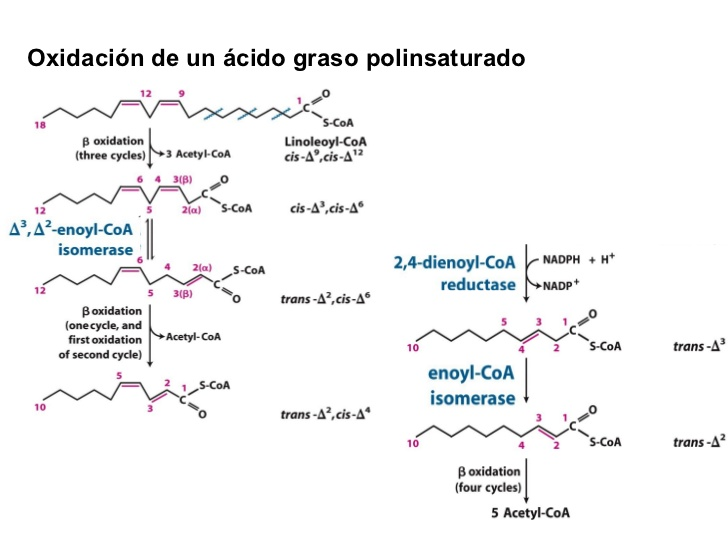 Oxidación de un ácido graso polinsaturado
12 9 1 O
C
S-CoA
18
β oxidation
(three cycles)
3 Acetyl-CoA
Linoleoyl-CoA
cis-Δ⁹,cis-Δ¹²
6 4 3(β) O
C
12 5 2(α) S-CoA
cis-Δ³,cis-Δ⁶
Δ³,Δ²-enoyl-CoA
isomerase
6 4 2(α) S-CoA
C
12 5 3(β) O
trans-Δ²,cis-Δ⁶
β oxidation
(one cycle, and
first oxidation
of second cycle)
Acetyl-CoA
5 2 1 S-CoA
C
10 3 O
trans-Δ²,cis-Δ⁴
2,4-dienoyl-CoA
reductase
NADPH + H⁺
NADP⁺
5 3 1 O
C
10 4 2 S-CoA
trans-Δ³
enoyl-CoA
isomerase
3 1 O
C
10 4 2 S-CoA
trans-Δ²
β oxidation
(four cycles)
5 Acetyl-CoA